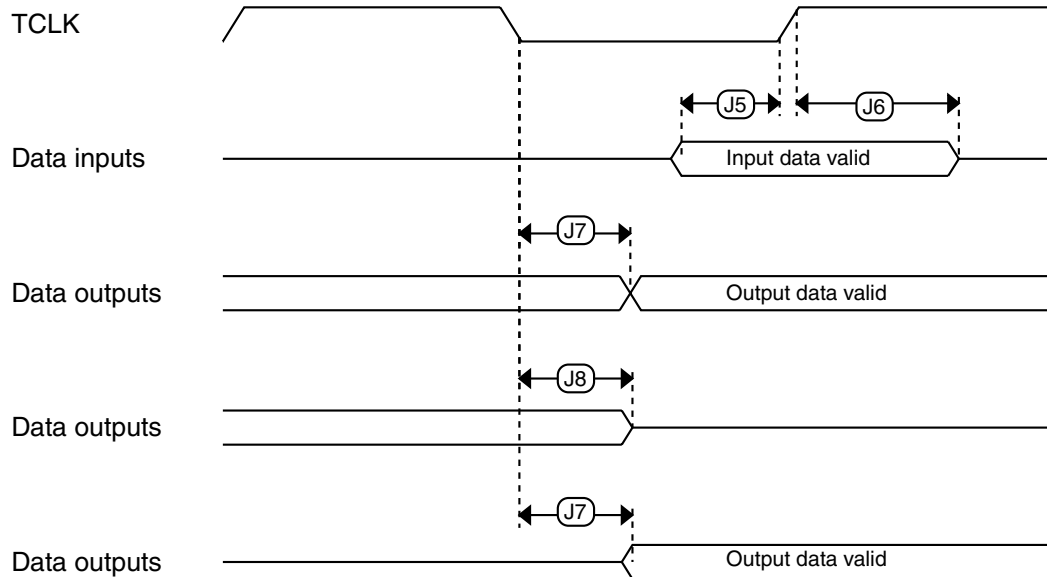 TCLK
J5
J6
Data inputs
Input data valid
J7
Data outputs
Output data valid
J8
Data outputs
J7
Data outputs
Output data valid